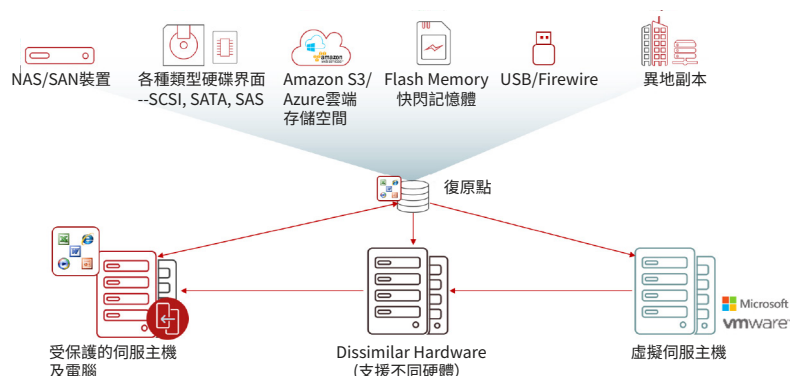 NAS/SAN裝置
各種類型硬碟界面
--SCSI, SATA, SAS
amazon
Amazon S3/
Azure雲端
存儲空間
Flash Memory
快閃記憶體
USB/Firewire
異地副本
復原點
Microsoft
vmware
受保護的伺服主機
及電腦
Dissimilar Hardware
(支援不同硬體)
虛擬伺服主機